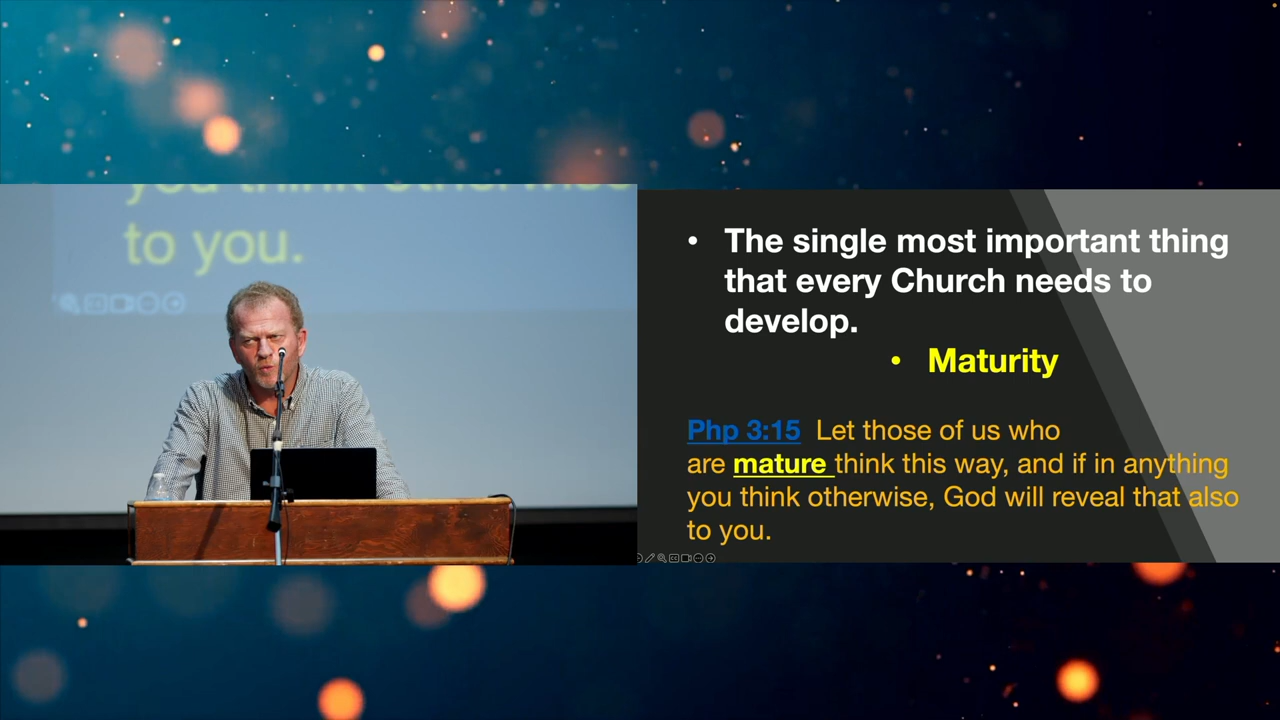 you think otherwise
to you.
• The single most important thing
that every Church needs to
develop.
• Maturity
Php 3:15 Let those of us who
are mature think this way, and if in anything
you think otherwise, God will reveal that also
to you.